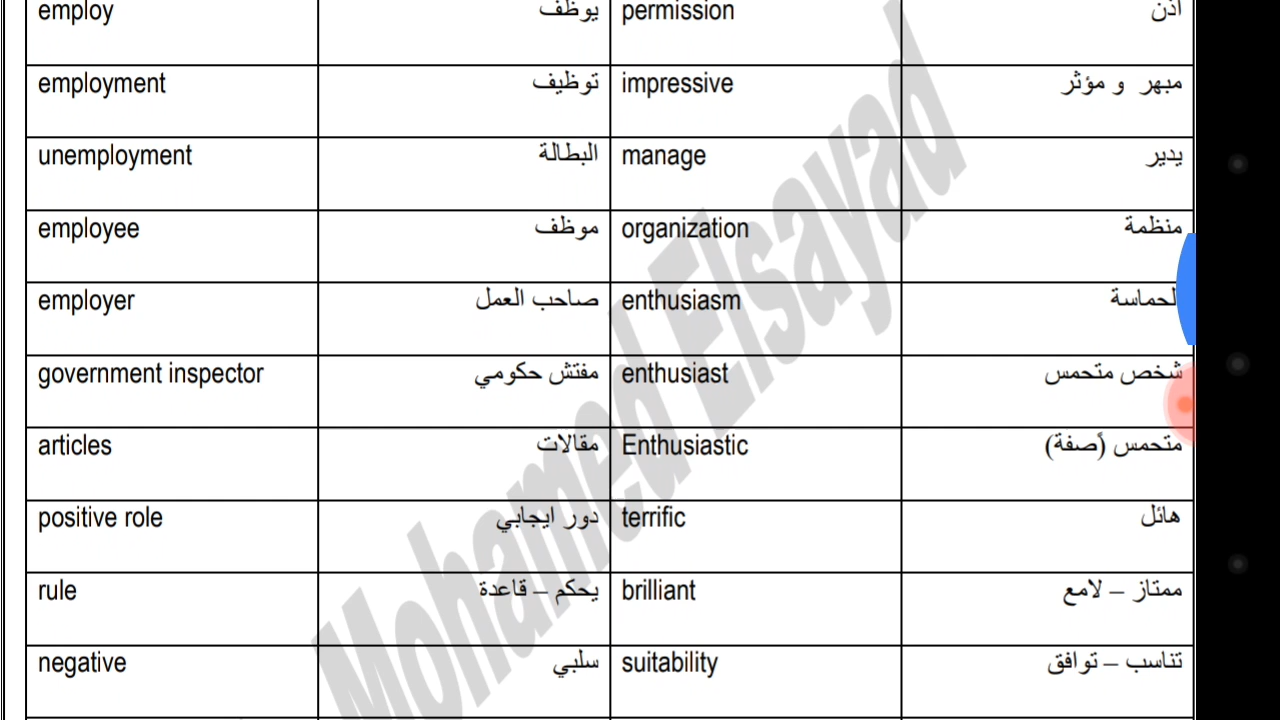 employ يوظف permission اذن
employment توظيف impressive مبهر و مؤثر
unemployment البطالة manage يدير
employee موظف organization منظمة
employer صاحب العمل enthusiasm الحماسة
government inspector مفتش حكومي enthusiast شخص متحمس
articles مقالات Enthusiastic متحمس (صفة)
positive role دور ايجابي terrific هائل
rule يحكم – قاعدة brilliant ممتاز – لامع
negative سلبي suitability تناسب – توافق
Mohamed Elsayad